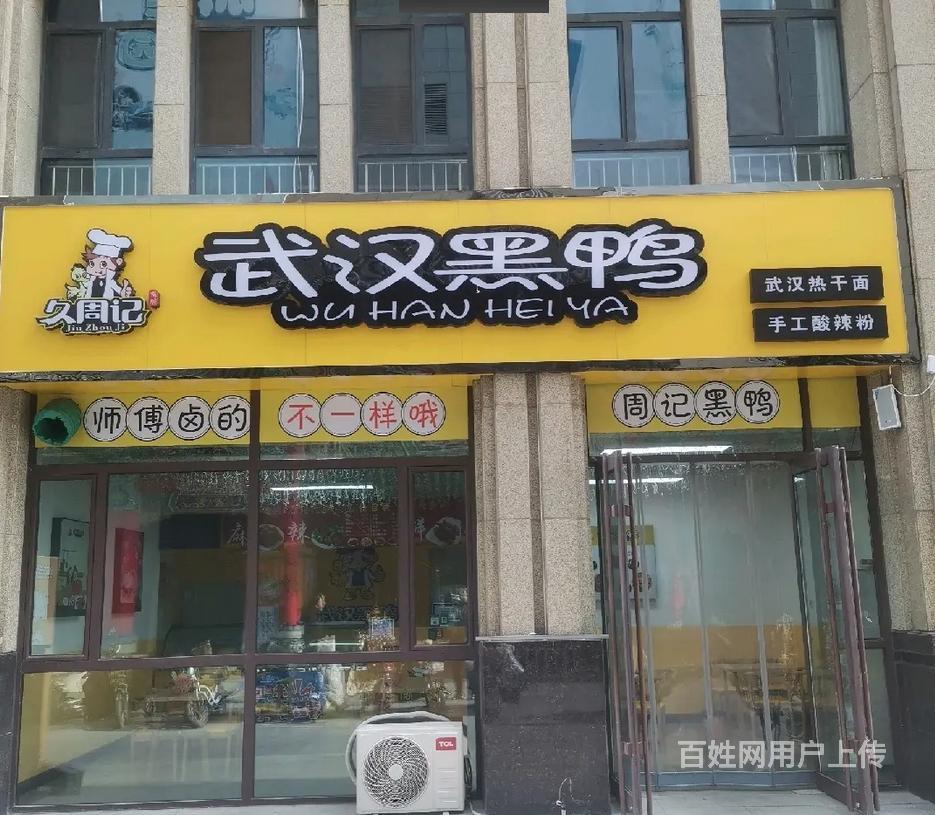 武汉黑鸭
WU HAN HEI YA
久周记
Jiu Zhou Ji
武汉热干面
手工酸辣粉
师傅卤的 不一样哦
周记黑鸭
麻 辣
TCL
百姓网用户上传